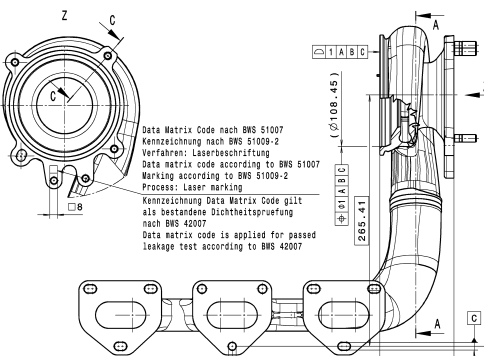 Z
C
A
⌓ 1 A B C
C
(Ø108.45)
Data Matrix Code nach BWS 51007
Kennzeichnung nach BWS 51009-2
Verfahren: Laserbeschriftung
Data matrix code according to BWS 51007
Marking according to BWS 51009-2
Process: Laser marking
⌖ ⌀1 A B C
Kennzeichnung Data Matrix Code gilt
als bestandene Dichtheitspruefung
nach BWS 42007
Data matrix code is applied for passed
leakage test according to BWS 42007
□8
265.41
A
C